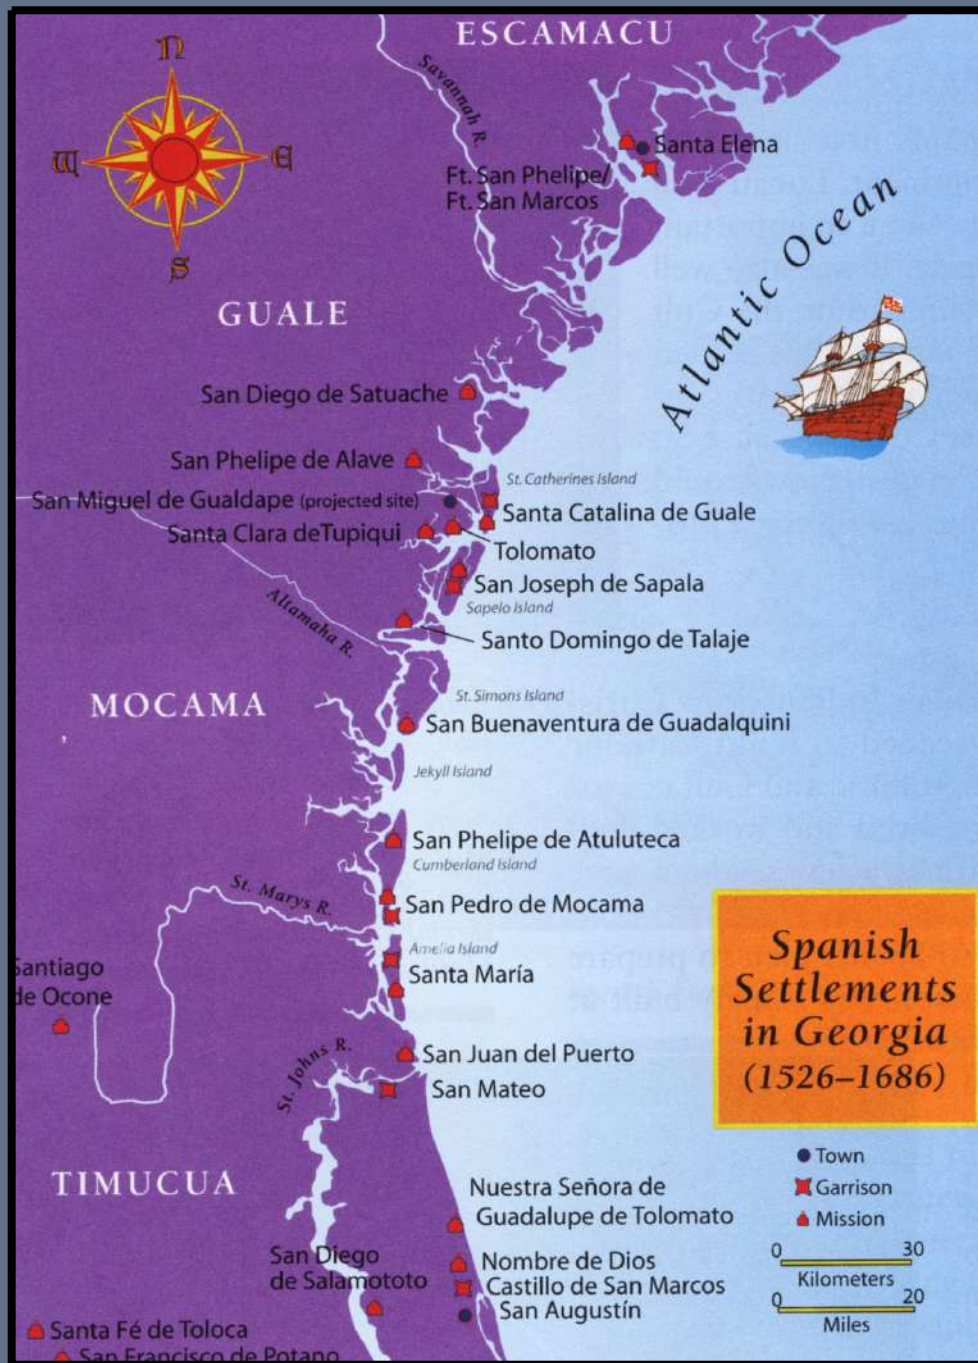 N
W
E
S
ESCAMACU
Savannah R.
Santa Elena
Ft. San Phelipe/
Ft. San Marcos
Atlantic Ocean
GUALE
San Diego de Satuache
San Phelipe de Alave
St. Catherines Island
San Miguel de Gualdape (projected site)
Santa Catalina de Guale
Santa Clara deTupiqui
Tolomato
San Joseph de Sapala
Sapelo Island
Altamaha R.
Santo Domingo de Talaje
MOCAMA
St. Simons Island
San Buenaventura de Guadalquini
Jekyll Island
San Phelipe de Atuluteca
Cumberland Island
St. Marys R.
San Pedro de Mocama
Amelia Island
Santa María
Santiago
de Ocone
San Juan del Puerto
St. Johns R.
San Mateo
TIMUCUA
Nuestra Señora de
Guadalupe de Tolomato
San Diego
de Salamototo
Nombre de Dios
Castillo de San Marcos
San Augustín
Santa Fé de Toloca
San Francisco de Potano
Spanish
Settlements
in Georgia
(1526–1686)
Town
Garrison
Mission
0 30
Kilometers
0 20
Miles